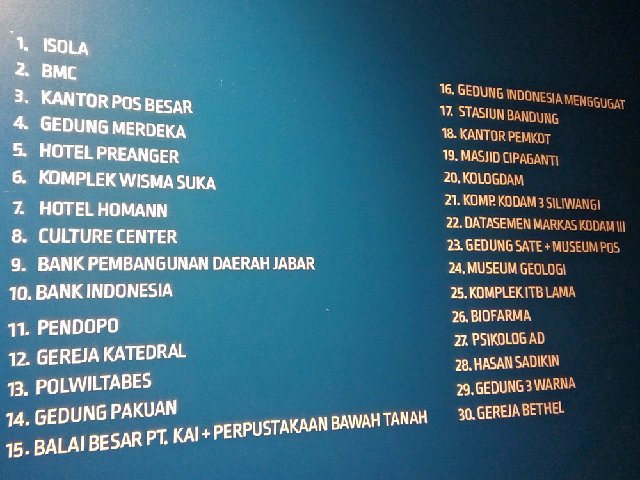 1. ISOLA
2. BMC
3. KANTOR POS BESAR
4. GEDUNG MERDEKA
5. HOTEL PREANGER
6. KOMPLEK WISMA SUKA
7. HOTEL HOMANN
8. CULTURE CENTER
9. BANK PEMBANGUNAN DAERAH JABAR
10. BANK INDONESIA
11. PENDOPO
12. GEREJA KATEDRAL
13. POLWILTABES
14. GEDUNG PAKUAN
15. BALAI BESAR PT. KAI + PERPUSTAKAAN BAWAH TANAH
16. GEDUNG INDONESIA MENGGUGAT
17. STASIUN BANDUNG
18. KANTOR PEMKOT
19. MASJID CIPAGANTI
20. KOLOGDAM
21. KOMP. KODAM 3 SILIWANGI
22. DATASEMEN MARKAS KODAM III
23. GEDUNG SATE + MUSEUM POS
24. MUSEUM GEOLOGI
25. KOMPLEK ITB LAMA
26. BIOFARMA
27. PSIKOLOG AD
28. HASAN SADIKIN
29. GEDUNG 3 WARNA
30. GEREJA BETHEL